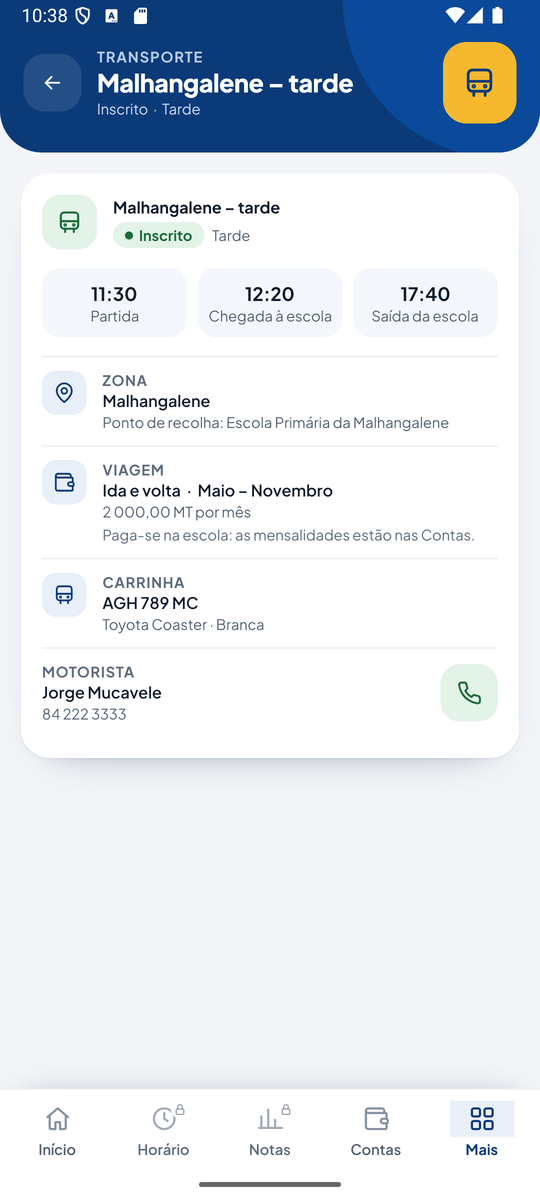 10:38
TRANSPORTE
Malhangalene – tarde
Inscrito · Tarde
Malhangalene – tarde
Inscrito Tarde
11:30 12:20 17:40
Partida Chegada à escola Saída da escola
ZONA
Malhangalene
Ponto de recolha: Escola Primária da Malhangalene
VIAGEM
Ida e volta · Maio – Novembro
2 000,00 MT por mês
Paga-se na escola: as mensalidades estão nas Contas.
CARRINHA
AGH 789 MC
Toyota Coaster · Branca
MOTORISTA
Jorge Mucavele
84 222 3333
Início Horário Notas Contas Mais